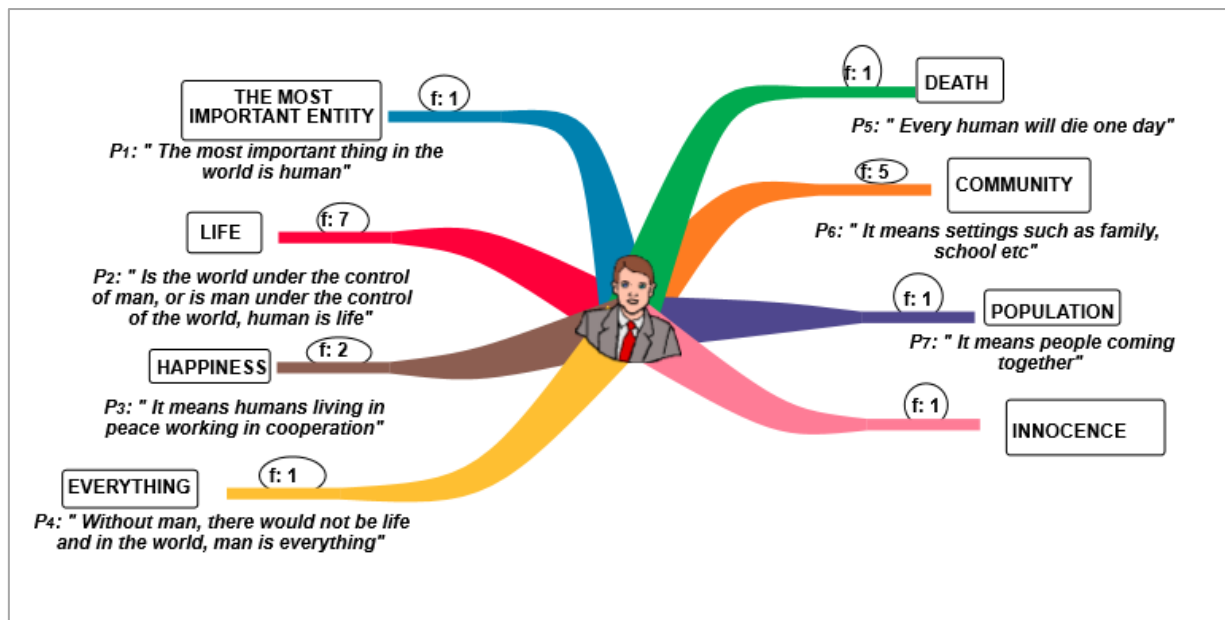 THE MOST
IMPORTANT ENTITY
f: 1
P1: " The most important thing in the
world is human"
LIFE
f: 7
P2: " Is the world under the control
of man, or is man under the control
of the world, human is life"
HAPPINESS
f: 2
P3: " It means humans living in
peace working in cooperation"
EVERYTHING
f: 1
P4: " Without man, there would not be life
and in the world, man is everything"
f: 1
DEATH
P5: " Every human will die one day"
f: 5
COMMUNITY
P6: " It means settings such as family,
school etc"
f: 1
POPULATION
P7: " It means people coming
together"
f: 1
INNOCENCE